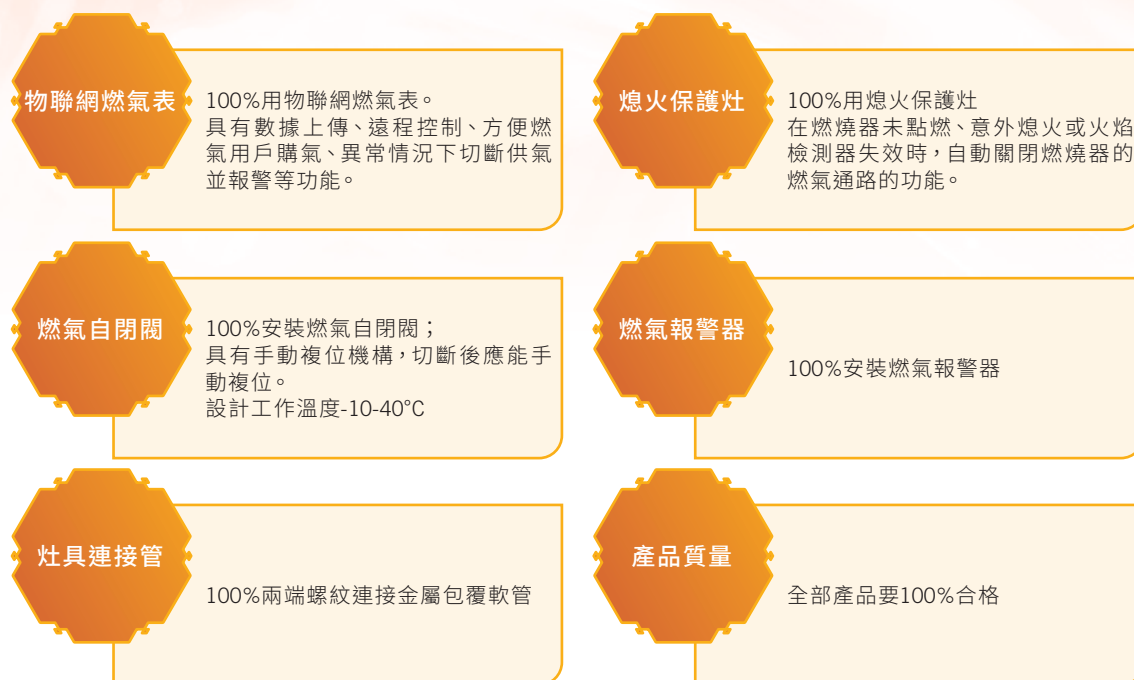 物聯網燃氣表
100%用物聯網燃氣表。
具有數據上傳、遠程控制、方便燃
氣用戶購氣、異常情況下切斷供氣
並報警等功能。
熄火保護灶
100%用熄火保護灶
在燃燒器未點燃、意外熄火或火焰
檢測器失效時，自動關閉燃燒器的
燃氣通路的功能。
燃氣自閉閥
100%安裝燃氣自閉閥；
具有手動複位機構，切斷後應能手
動複位。
設計工作溫度-10-40°C
燃氣報警器
100%安裝燃氣報警器
灶具連接管
100%兩端螺紋連接金屬包覆軟管
產品質量
全部產品要100%合格